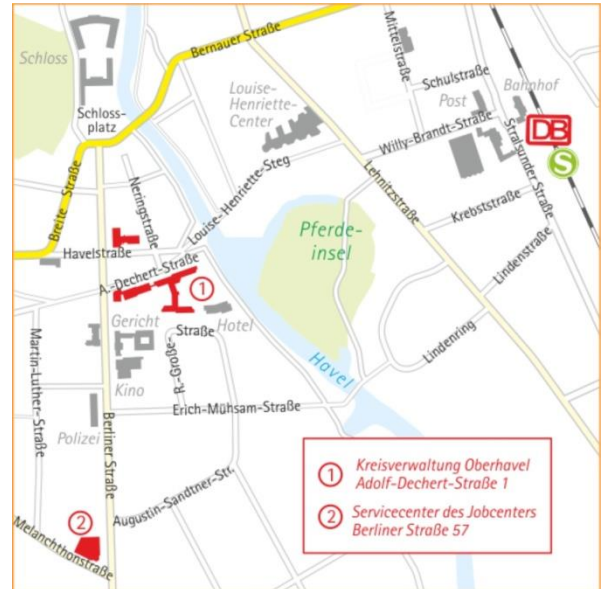 Schloss
Bernauer Straße
Mittelstraße
Schulstraße
Bahnhof
Post
Louise-
Henriette-
Center
Schloss-
platz
Willy-Brandt-Straße
DB
S
Stralsunder Straße
Breite Straße
Neringstraße
Louise-Henriette-Steg
Lehnitzstraße
Krebststraße
Pferde-
insel
Havelstraße
A.-Dechert-Straße
Lindenstraße
1
Gericht
Straße
Hotel
R.-Große-
Martin-Luther-Straße
Kino
Havel
Lindenring
Erich-Mühsam-Straße
Polizei
Berliner Straße
Augustin-Sandtner-Str.
2
Melanchthonstraße
1 Kreisverwaltung Oberhavel
Adolf-Dechert-Straße 1
2 Servicecenter des Jobcenters
Berliner Straße 57